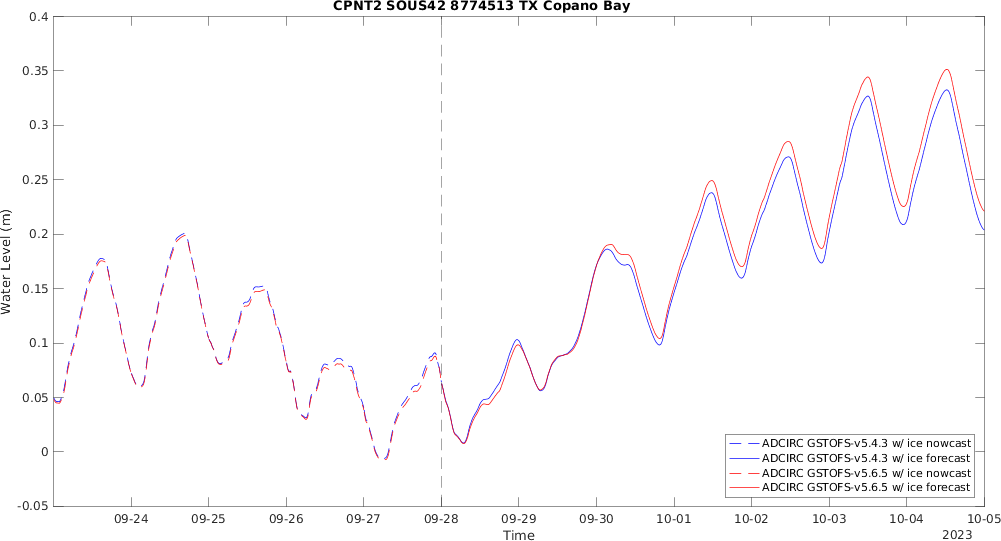 CPNT2 SOUS42 8774513 TX Copano Bay
0.4
0.35
0.3
0.25
0.2
0.15
0.1
0.05
0
-0.05
Water Level (m)
ADCIRC GSTOFS-v5.4.3 w/ ice nowcast
ADCIRC GSTOFS-v5.4.3 w/ ice forecast
ADCIRC GSTOFS-v5.6.5 w/ ice nowcast
ADCIRC GSTOFS-v5.6.5 w/ ice forecast
09-24 09-25 09-26 09-27 09-28 09-29 09-30 10-01 10-02 10-03 10-04 10-05
Time 2023